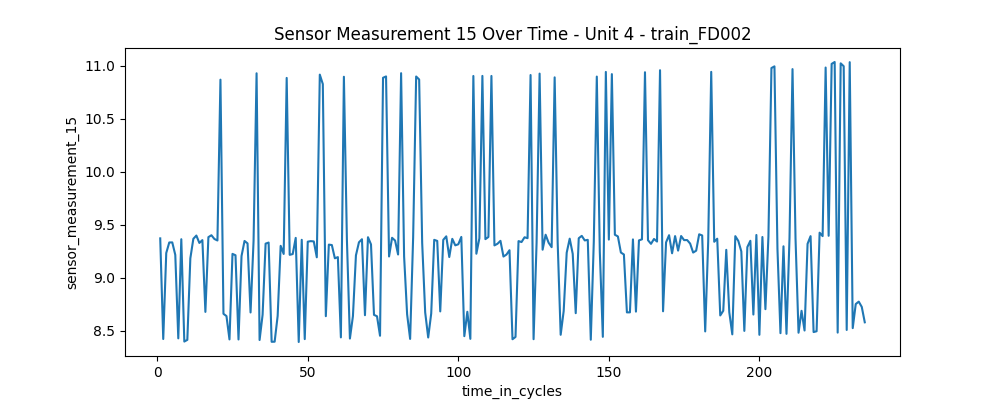 Sensor Measurement 15 Over Time - Unit 4 - train_FD002
11.0
10.5
10.0
9.5
9.0
8.5
sensor_measurement_15
0 50 100 150 200
time_in_cycles